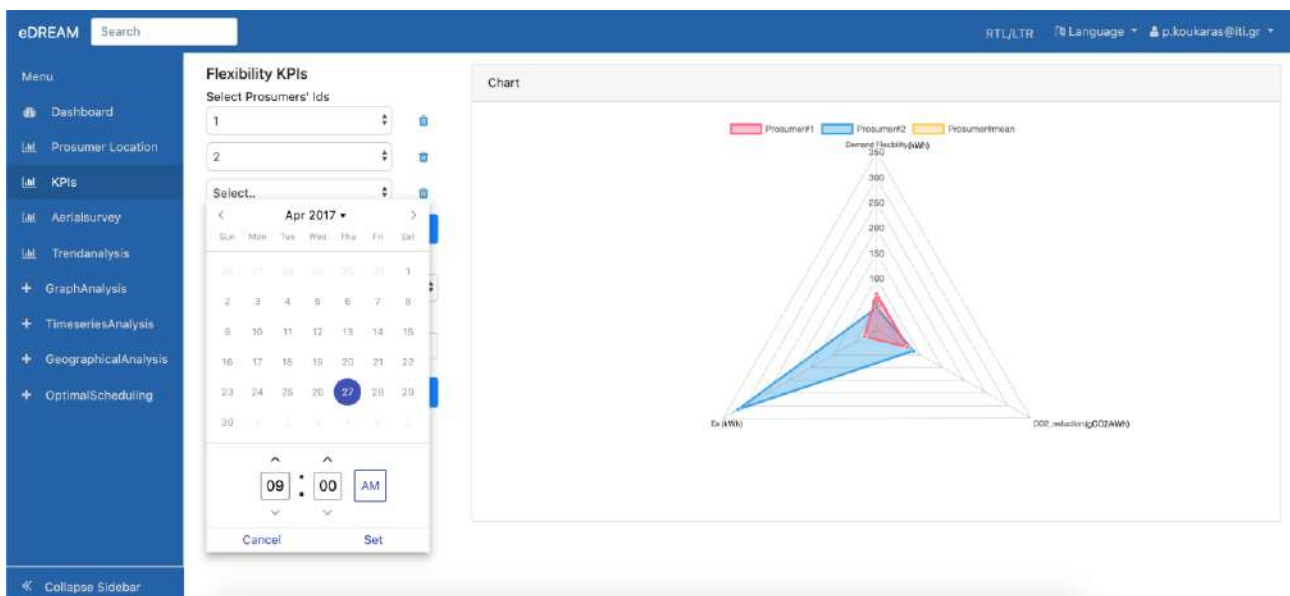 eDREAM Search RTL/LTR Language p.koukaras@iti.gr
Menu
Dashboard
Prosumer Location
KPIs
Aerialsurvey
Trendanalysis
GraphAnalysis
TimeseriesAnalysis
GeographicalAnalysis
OptimalScheduling
Collapse Sidebar
Flexibility KPIs
Select Prosumers' Ids
1
2
Select..
Apr 2017
Sun Mon Tue Wed Thu Fri Sat
1
2 3 4 5 6 7 8
9 10 11 12 13 14 15
16 17 18 19 20 21 22
23 24 25 26 27 28 29
30
09 : 00 AM
Cancel Set
Chart
Prosumer#1 Prosumer#2 Prosumer#mean
Demand Flexibility(kWh)
350
300
250
200
150
100
Es (kWh) CO2_reduction(gCO2/kWh)